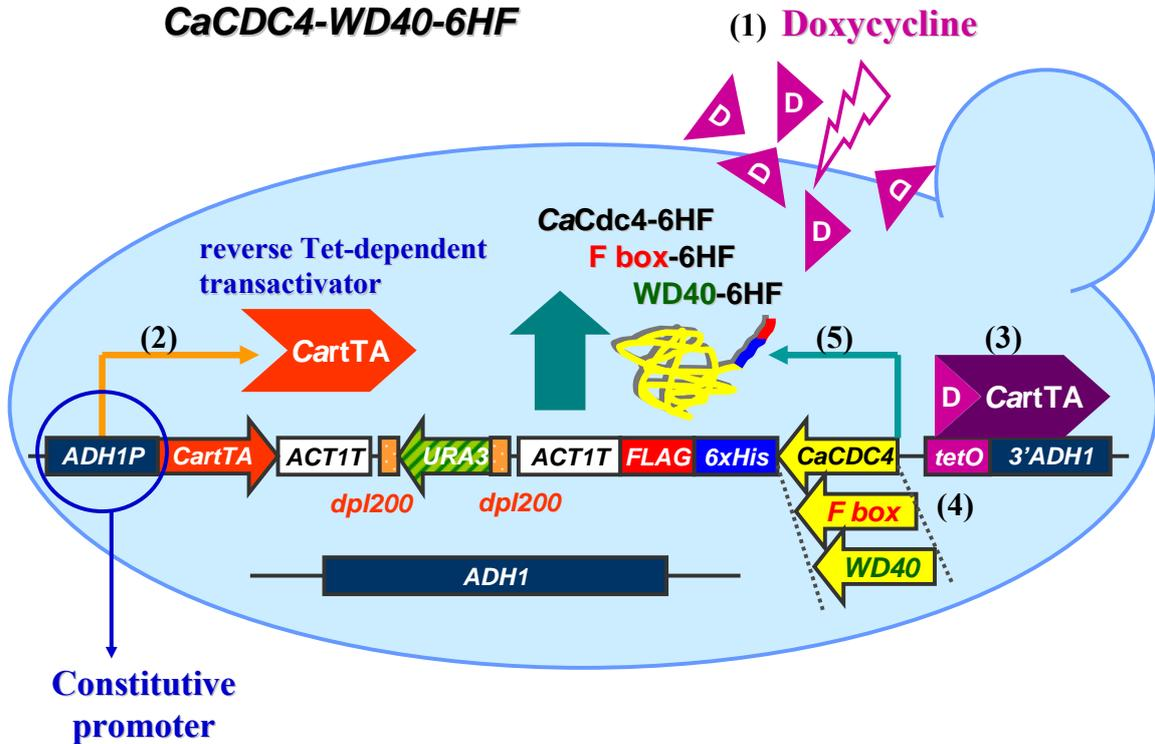 CaCDC4-WD40-6HF
(1) Doxycycline
D
D
D
D
D
CaCdc4-6HF
F box-6HF
WD40-6HF
reverse Tet-dependent
transactivator
(2)
CartTA
(5)
(3)
D CartTA
ADH1P CartTA ACT1T URA3 ACT1T FLAG 6xHis CaCDC4 tetO 3'ADH1
dpl200 dpl200
F box (4)
WD40
ADH1
Constitutive
promoter